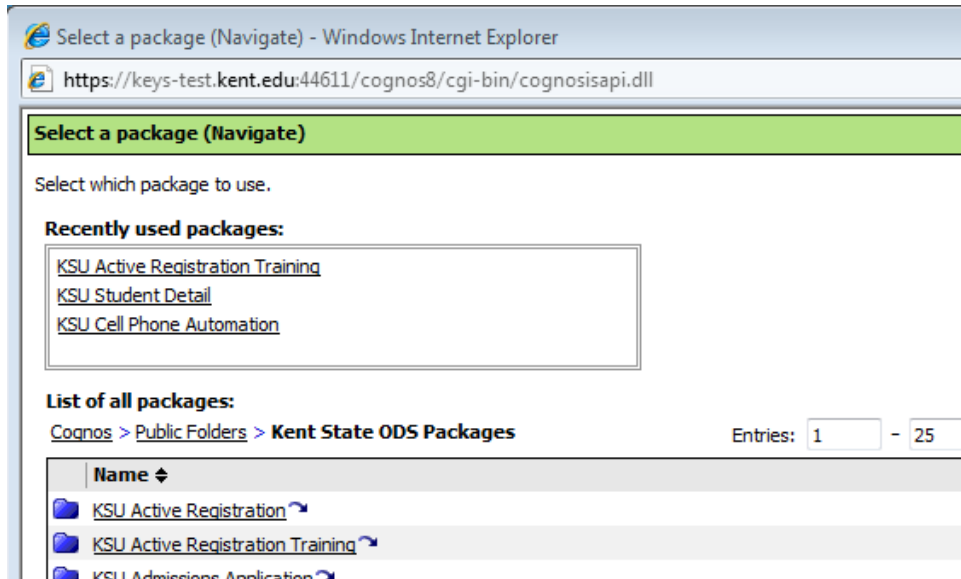 Select a package (Navigate) - Windows Internet Explorer
https://keys-test.kent.edu:44611/cognos8/cgi-bin/cognosisapi.dll
Select a package (Navigate)
Select which package to use.
Recently used packages:
KSU Active Registration Training
KSU Student Detail
KSU Cell Phone Automation
List of all packages:
Cognos > Public Folders > Kent State ODS Packages Entries: 1 - 25
Name
KSU Active Registration
KSU Active Registration Training
KSU Admissions Application